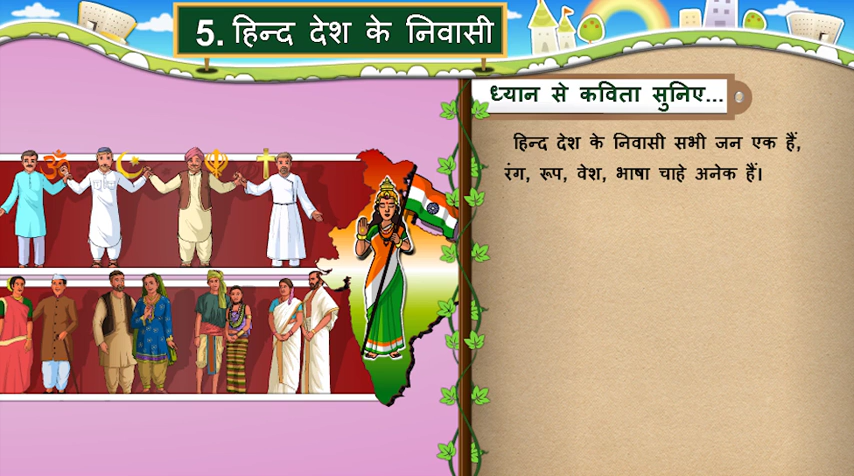 5. हिन्द देश के निवासी
ध्यान से कविता सुनिए...
हिन्द देश के निवासी सभी जन एक हैं,
रंग, रूप, वेश, भाषा चाहे अनेक हैं।